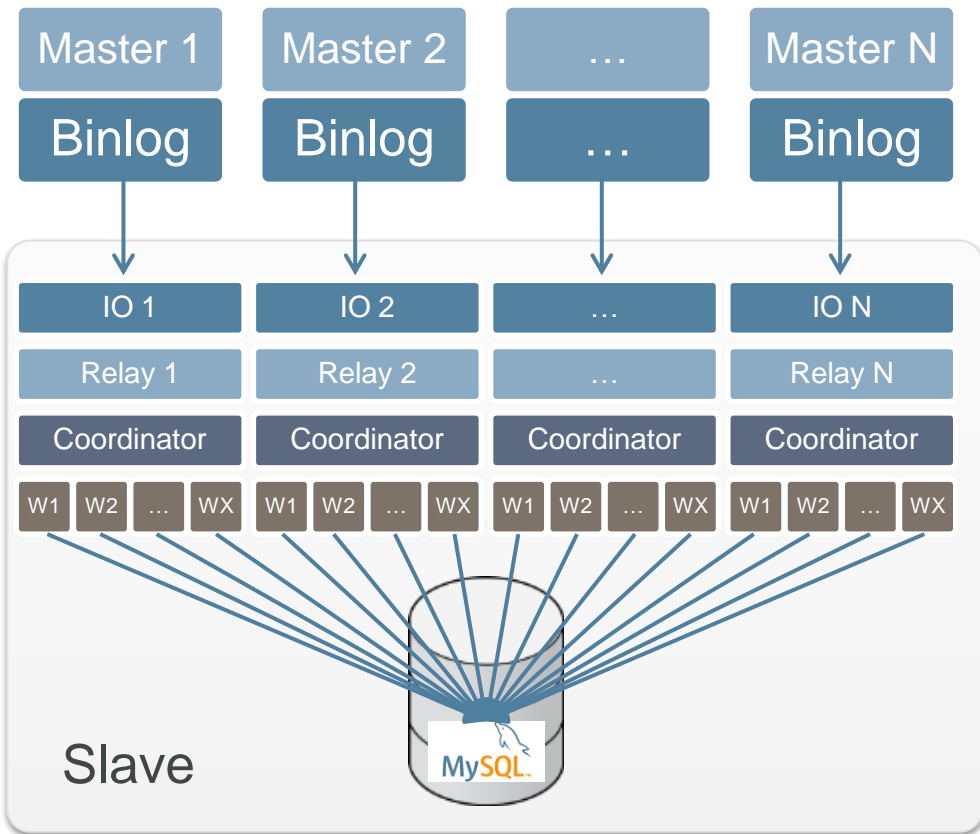 Master 1 Master 2 … Master N
Binlog Binlog … Binlog
IO 1 IO 2 … IO N
Relay 1 Relay 2 … Relay N
Coordinator Coordinator Coordinator Coordinator
W1 W2 … WX W1 W2 … WX W1 W2 … WX W1 W2 … WX
Slave
MySQL™